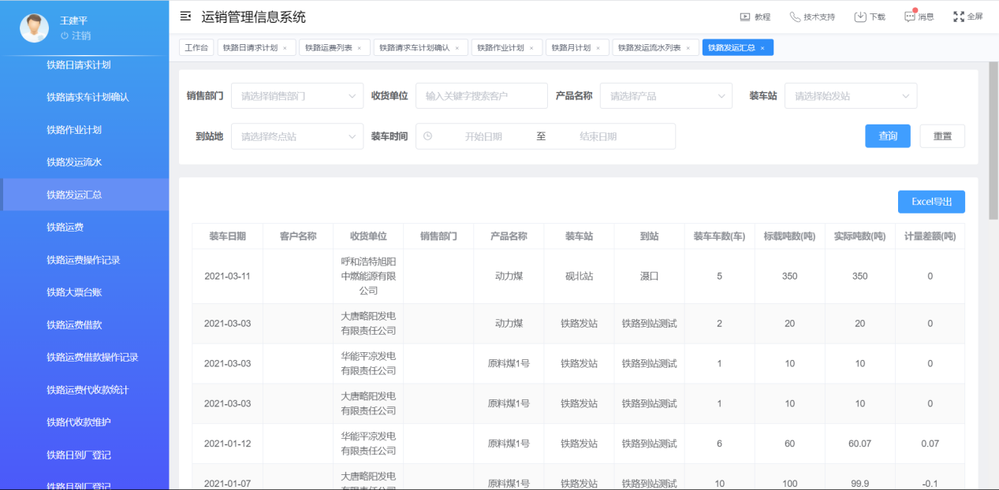 王建平
注销
铁路日请求计划
铁路请求车计划确认
铁路作业计划
铁路发运流水
铁路发运汇总
铁路运费
铁路运费操作记录
铁路大票台账
铁路运费借款
铁路运费借款操作记录
铁路运费代收款统计
铁路代收款维护
铁路日到厂登记
铁路月到厂登记
运销管理信息系统
教程 技术支持 下载 消息 全屏
工作台 铁路日请求计划 × 铁路运费列表 × 铁路请求车计划确认 × 铁路作业计划 × 铁路月计划 × 铁路发运流水列表 × 铁路发运汇总 ×
销售部门 请选择销售部门 收货单位 输入关键字搜索客户 产品名称 请选择产品 装车站 请选择始发站
到站地 请选择终点站 装车时间 开始日期 至 结束日期 查询 重置
Excel导出
装车日期 客户名称 收货单位 销售部门 产品名称 装车站 到站 装车车数(车) 标载吨数(吨) 实际吨数(吨) 计量差额(吨)
呼和浩特旭阳
2021-03-11 中燃能源有限 动力煤 砚北站 滠口 5 350 350 0
公司
大唐略阳发电
2021-03-03 动力煤 铁路发站 铁路到站测试 2 20 20 0
有限责任公司
华能平凉发电
2021-03-03 原料煤1号 铁路发站 铁路到站测试 1 10 10 0
有限责任公司
大唐略阳发电
2021-03-03 原料煤1号 铁路发站 铁路到站测试 1 10 10 0
有限责任公司
华能平凉发电
2021-01-12 原料煤1号 铁路发站 铁路到站测试 6 60 60.07 0.07
有限责任公司
大唐略阳发电
2021-01-07 原料煤1号 铁路发站 铁路到站测试 10 100 99.9 -0.1
有限责任公司